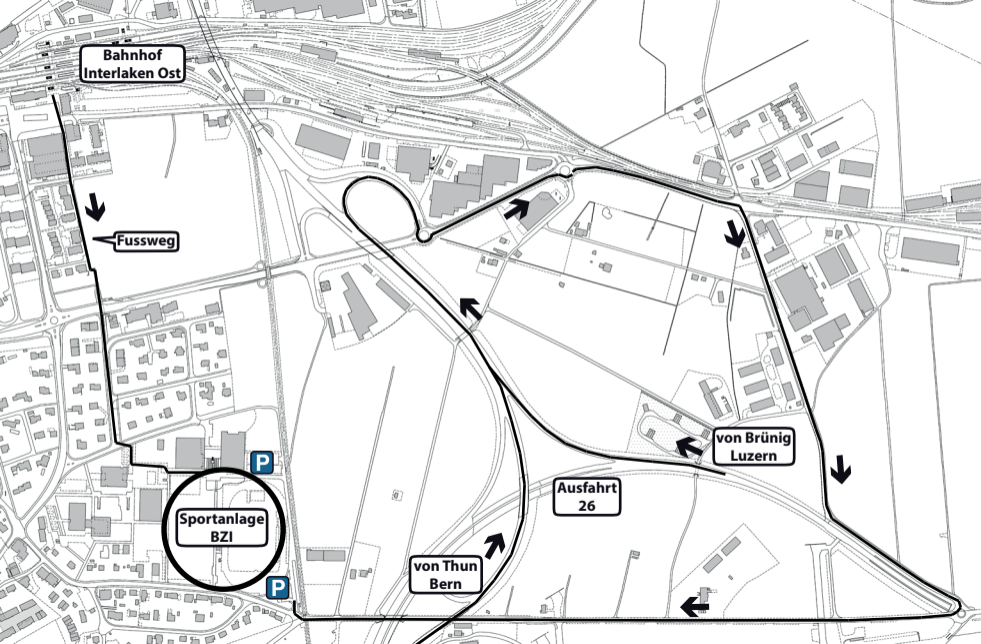 Bahnhof
Interlaken Ost
Fussweg
von Brünig
Luzern
P
Ausfahrt
26
Sportanlage
BZI
von Thun
Bern
P